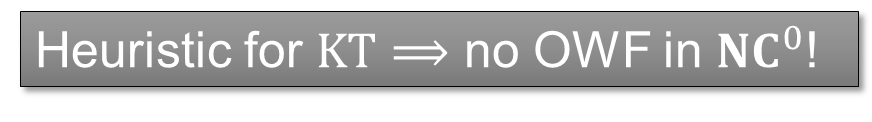 Heuristic for KT ⟹ no OWF in NC⁰!